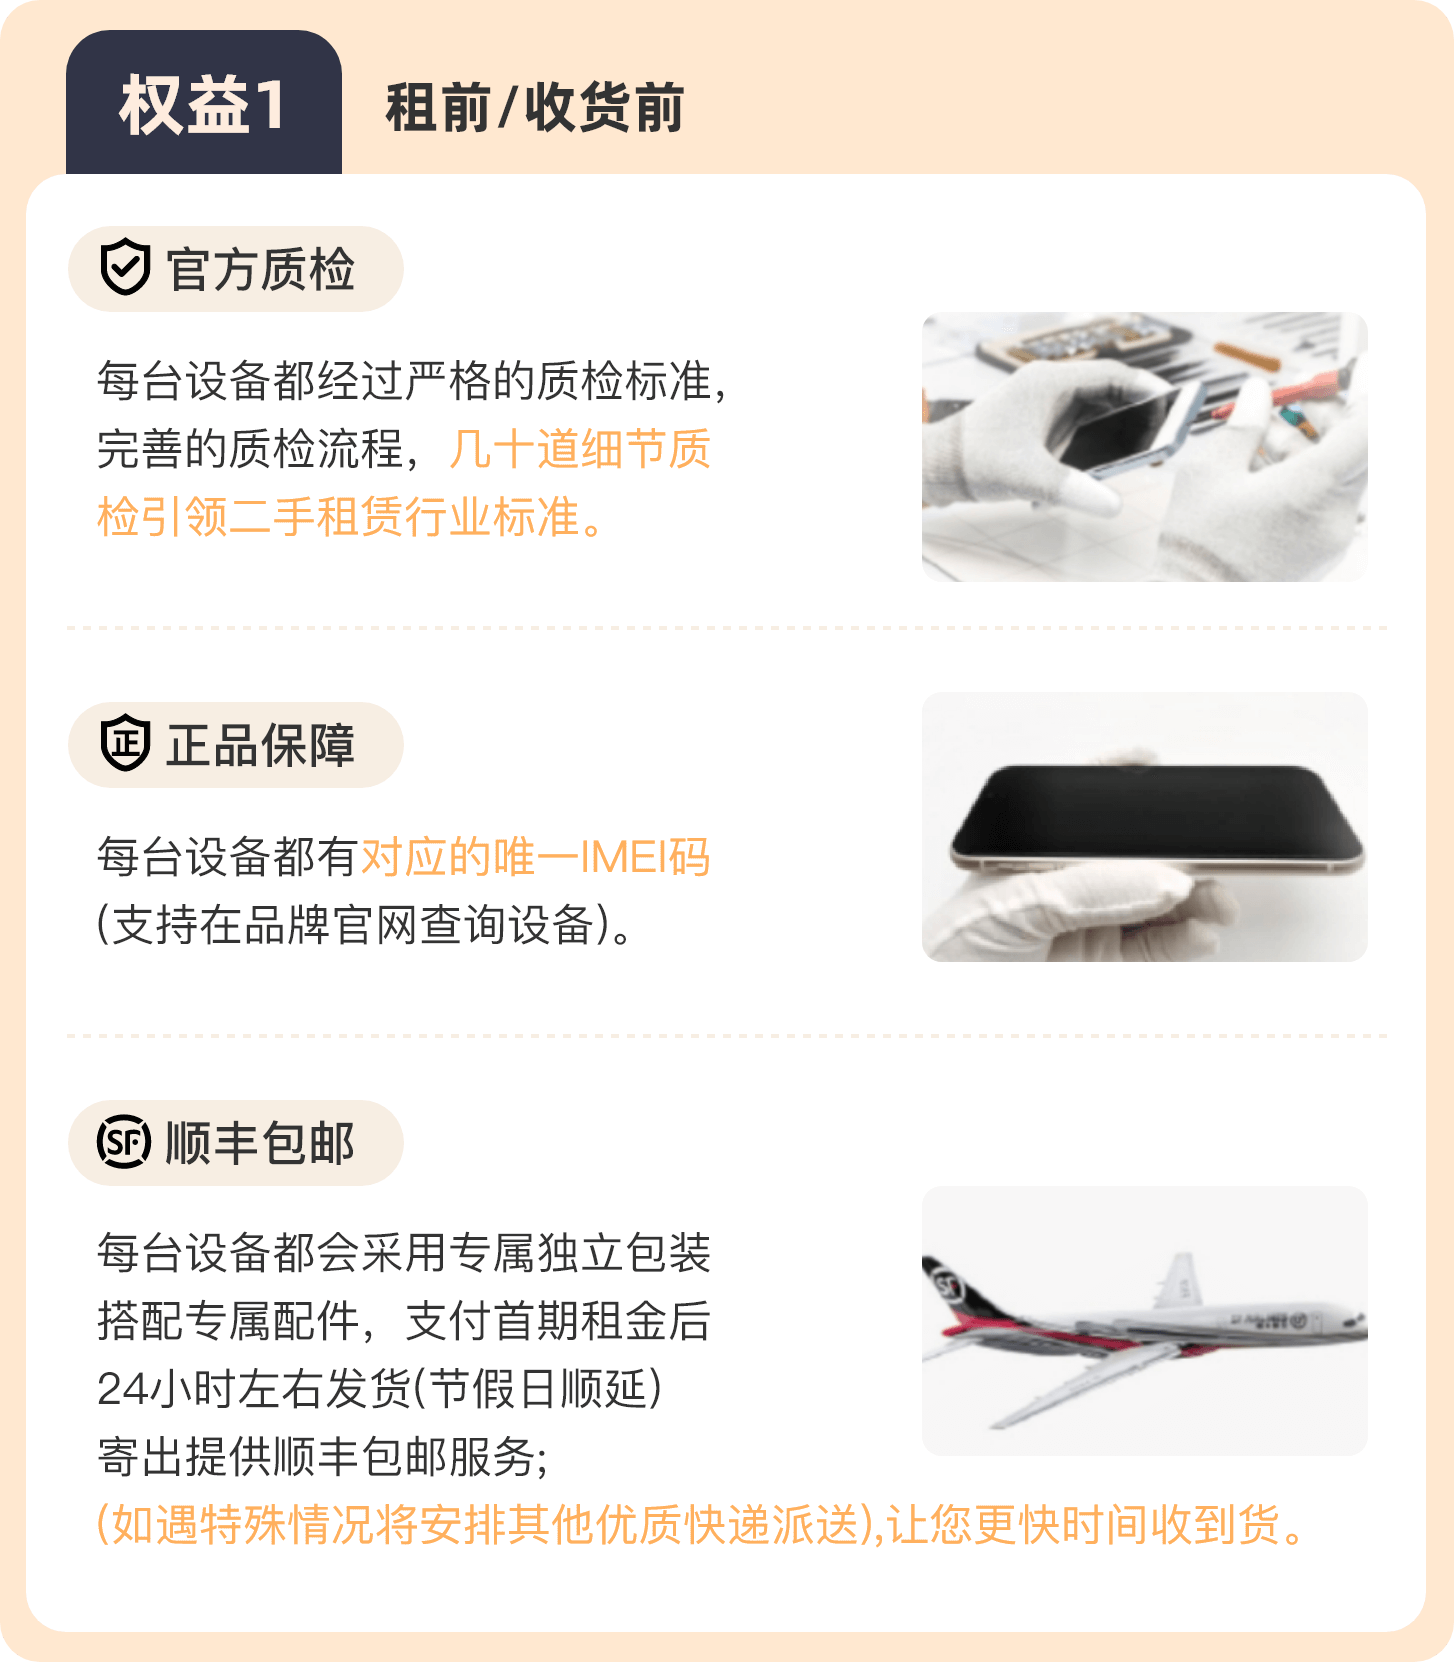 权益1
租前/收货前
官方质检
每台设备都经过严格的质检标准，
完善的质检流程，几十道细节质
检引领二手租赁行业标准。
正
正品保障
每台设备都有对应的唯一IMEI码
(支持在品牌官网查询设备)。
SF
顺丰包邮
每台设备都会采用专属独立包装
搭配专属配件，支付首期租金后
24小时左右发货(节假日顺延)
寄出提供顺丰包邮服务;
(如遇特殊情况将安排其他优质快递派送),让您更快时间收到货。
SF